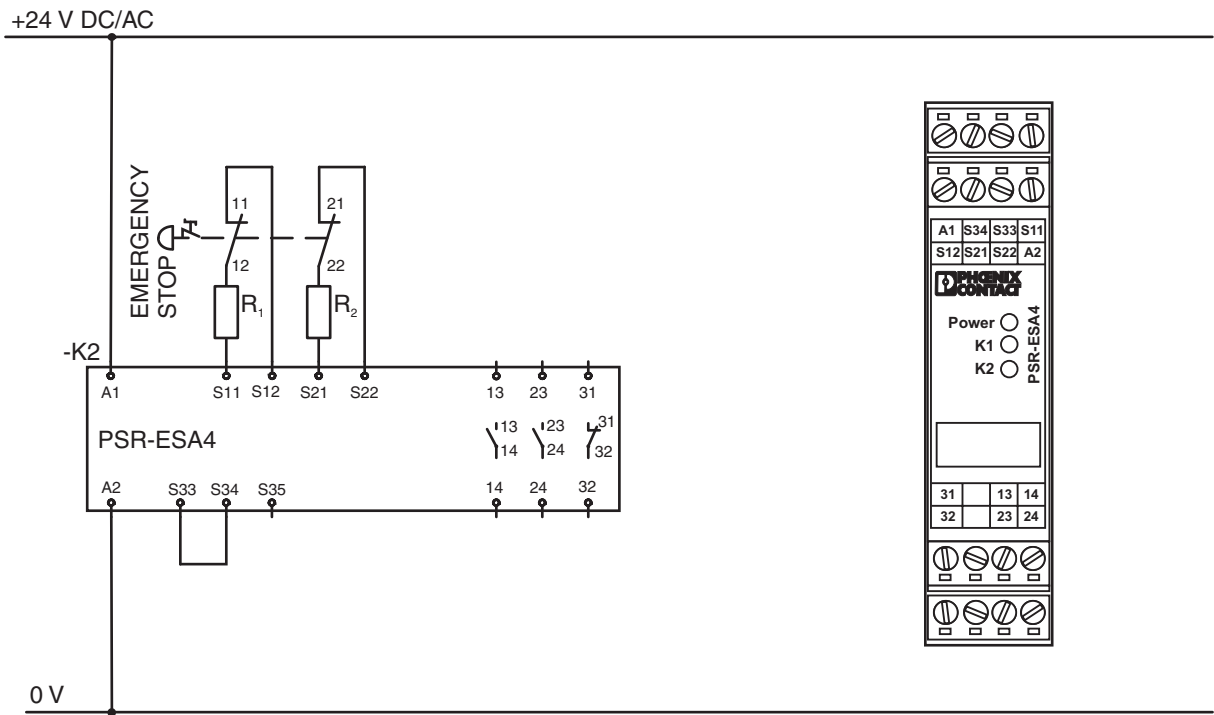 +24 V DC/AC
EMERGENCY
STOP
11
21
12
22
R1
R2
-K2
A1
S11
S12
S21
S22
13
23
31
PSR-ESA4
13
14
23
24
31
32
A2
S33
S34
S35
14
24
32
0 V
A1 S34 S33 S11
S12 S21 S22 A2
PHŒNIX
CONTACT
Power
K1
K2
PSR-ESA4
31 13 14
32 23 24